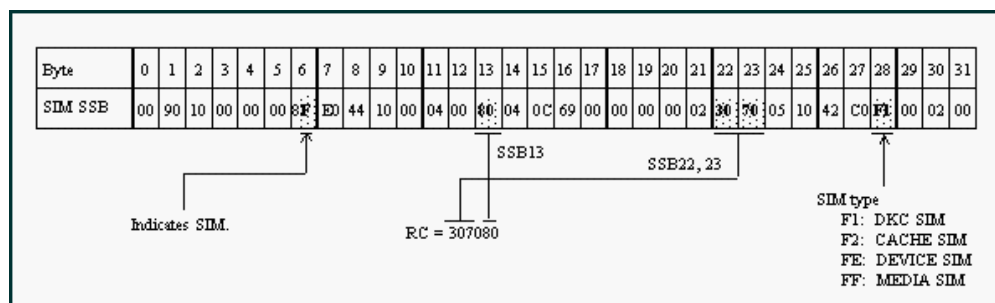 Byte 0 1 2 3 4 5 6 7 8 9 10 11 12 13 14 15 16 17 18 19 20 21 22 23 24 25 26 27 28 29 30 31
SIM SSB 00 90 10 00 00 00 8F E0 44 10 00 04 00 80 04 0C 69 00 00 00 00 02 30 70 05 10 42 C0 F1 00 02 00
SSB13
SSB22, 23
Indicates SIM.
RC = 307080
SIM type
F1: DKC SIM
F2: CACHE SIM
FE: DEVICE SIM
FF: MEDIA SIM